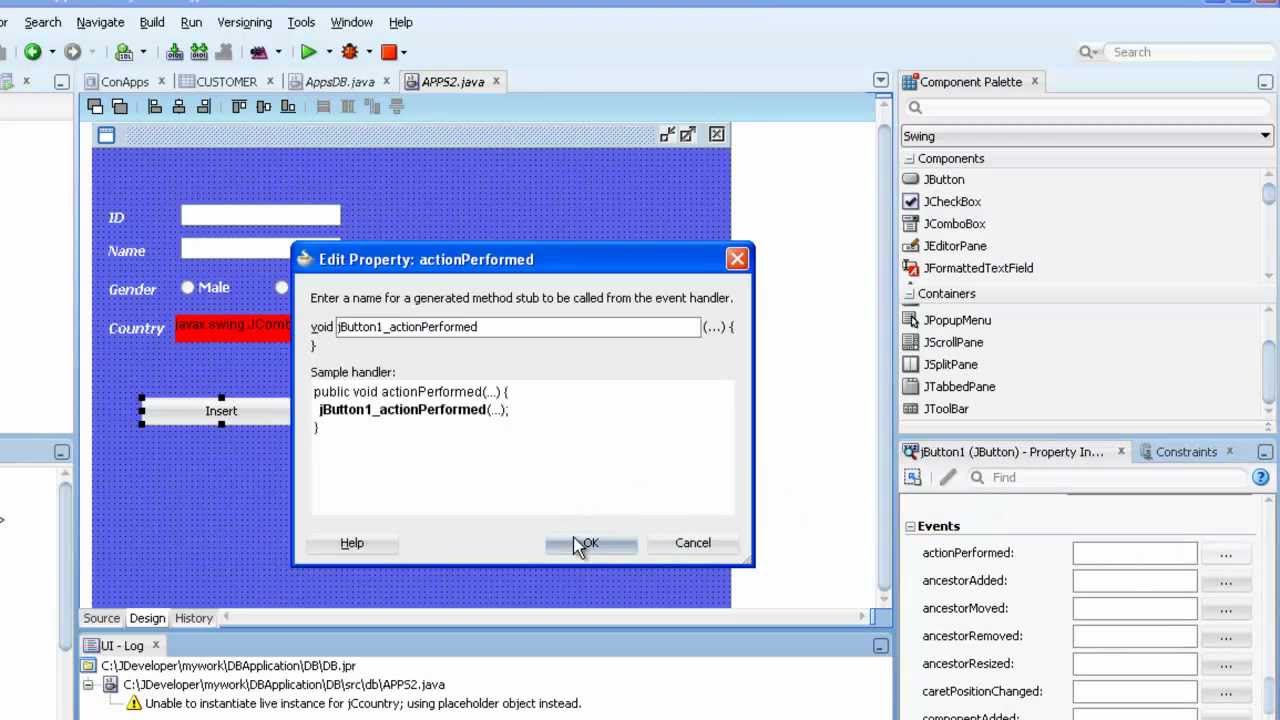 Search Navigate Build Run Versioning Tools Window Help
Search
ConApps CUSTOMER AppsDB.java APPS2.java
Component Palette
Swing
Components
JButton
JCheckBox
JComboBox
JEditorPane
JFormattedTextField
Containers
JPopupMenu
JScrollPane
JSplitPane
JTabbedPane
JToolBar
ID
Name
Gender Male
Country javax.swing.JComb
Insert
Edit Property: actionPerformed
Enter a name for a generated method stub to be called from the event handler.
void jButton1_actionPerformed (...) {
}
Sample handler:
public void actionPerformed(...) {
jButton1_actionPerformed(...);
}
Help OK Cancel
jButton1 (JButton) - Property In... Constraints
Find
Events
actionPerformed: ...
ancestorAdded: ...
ancestorMoved: ...
ancestorRemoved: ...
ancestorResized: ...
caretPositionChanged: ...
Source Design History
UI - Log
C:\JDeveloper\mywork\DBApplication\DB\DB.jpr
C:\JDeveloper\mywork\DBApplication\DB\src\db\APPS2.java
Unable to instantiate live instance for jCcountry; using placeholder object instead.